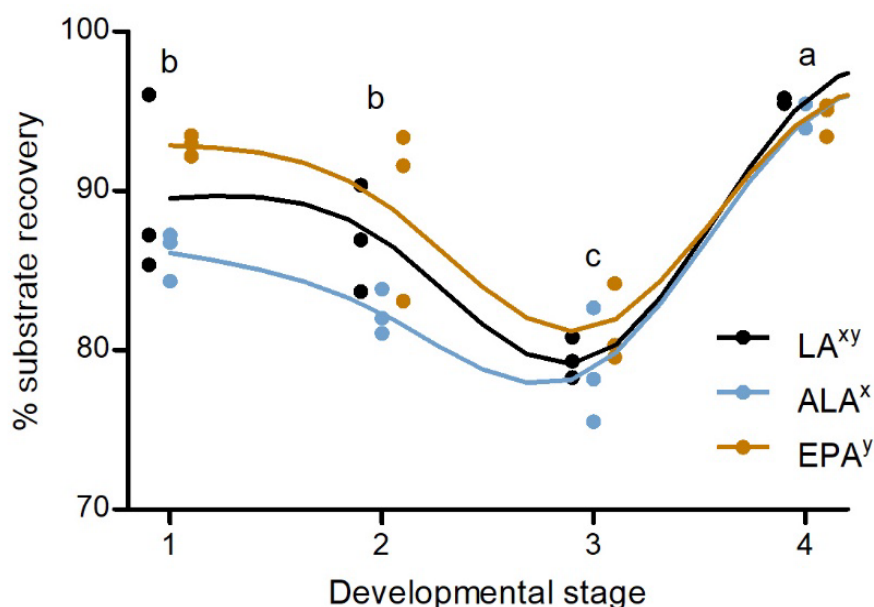 100
90
80
70
% substrate recovery
b
b
c
a
LAxy
ALAx
EPAy
1 2 3 4
Developmental stage